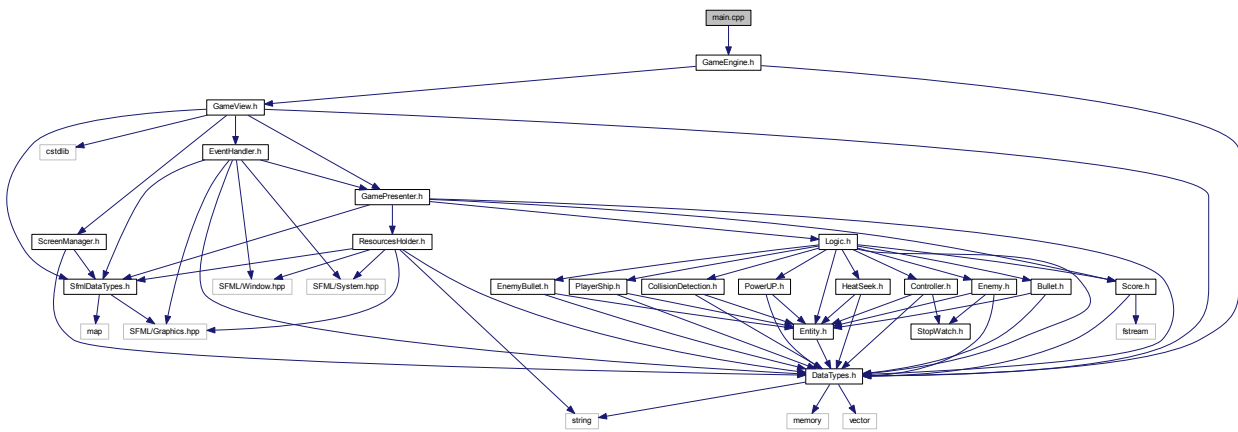 main.cpp
GameEngine.h
GameView.h
cstdlib
EventHandler.h
GamePresenter.h
ScreenManager.h
ResourcesHolder.h
Logic.h
SfmlDataTypes.h
SFML/Window.hpp
SFML/System.hpp
EnemyBullet.h
PlayerShip.h
CollisionDetection.h
PowerUP.h
HeatSeek.h
Controller.h
Enemy.h
Bullet.h
Score.h
map
SFML/Graphics.hpp
Entity.h
StopWatch.h
fstream
DataTypes.h
string
memory
vector